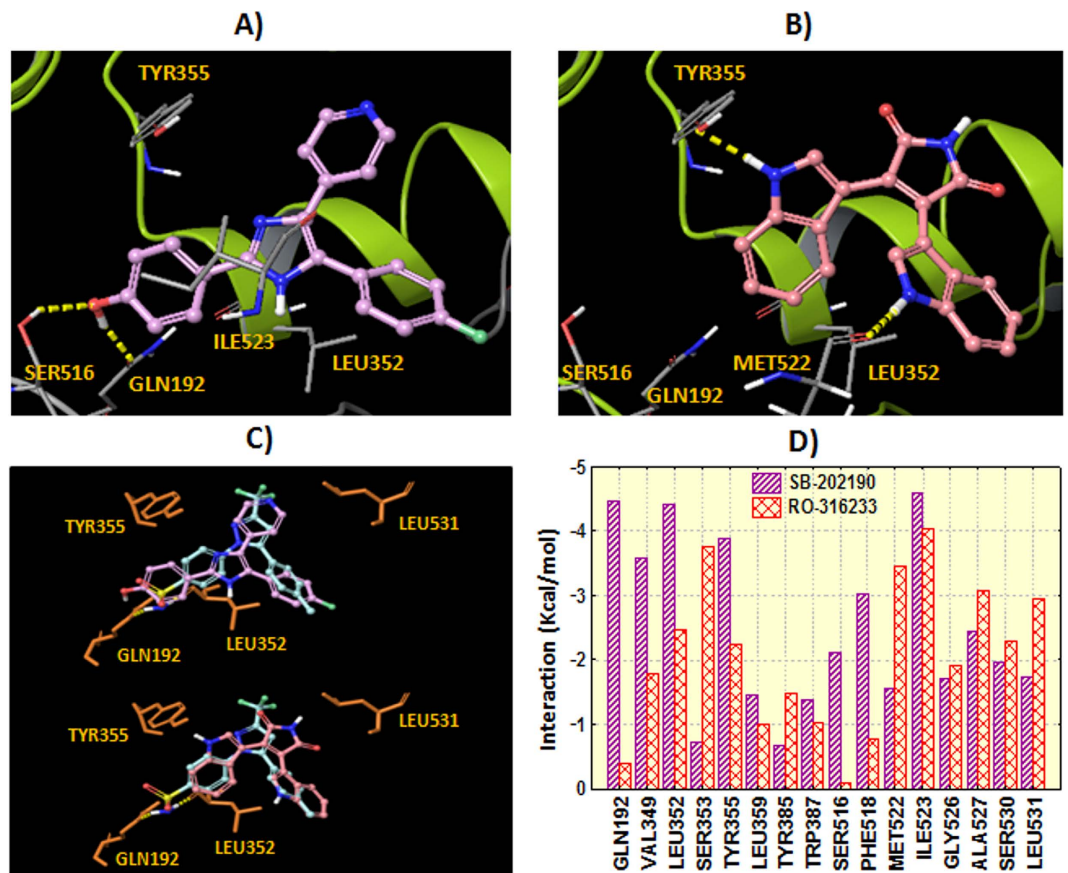 A)
TYR355
ILE523
LEU352
SER516
GLN192
B)
TYR355
SER516
MET522
LEU352
GLN192
C)
TYR355
LEU531
LEU352
GLN192
TYR355
LEU531
LEU352
GLN192
D)
Interaction (Kcal/mol)
-5
-4
-3
-2
-1
0
SB-202190
RO-316233
GLN192
VAL349
LEU352
SER353
TYR355
LEU359
TYR385
TRP387
SER516
PHE518
MET522
ILE523
GLY526
ALA527
SER530
LEU531